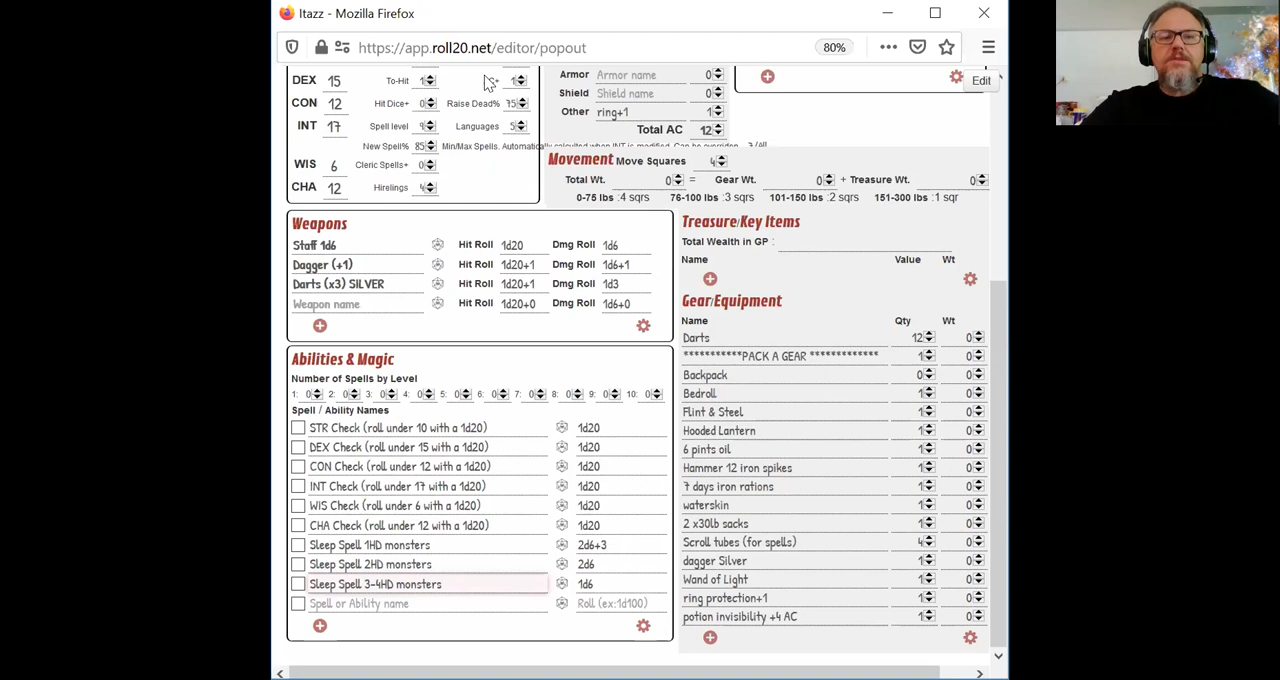 Itazz - Mozilla Firefox
https://app.roll20.net/editor/popout
80%
Edit
DEX 15 To-Hit 1
CON 12 Hit Dice+ 0 Raise Dead% 75
INT 17 Spell level 9 Languages 5
New Spell% 85 Min/Max Spells. Automatically calculted when INT is modified. Can be overriden
WIS 6 Cleric Spells+ 0
CHA 12 Hirelings 4
Armor Armor name 0
Shield Shield name 0
Other ring+1 1
Total AC 12
Movement Move Squares 4
Total Wt. 0 = Gear Wt. 0 + Treasure Wt. 0
0-75 lbs :4 sqrs 76-100 lbs :3 sqrs 101-150 lbs :2 sqrs 151-300 lbs :1 sqr
Weapons
Staff 1d6 Hit Roll 1d20 Dmg Roll 1d6
Dagger (+1) Hit Roll 1d20+1 Dmg Roll 1d6+1
Darts (x3) SILVER Hit Roll 1d20+1 Dmg Roll 1d3
Weapon name Hit Roll 1d20+0 Dmg Roll 1d6+0
Abilities & Magic
Number of Spells by Level
1: 0 2: 0 3: 0 4: 0 5: 0 6: 0 7: 0 8: 0 9: 0 10: 0
Spell / Ability Names
STR Check (roll under 10 with a 1d20) 1d20
DEX Check (roll under 15 with a 1d20) 1d20
CON Check (roll under 12 with a 1d20) 1d20
INT Check (roll under 17 with a 1d20) 1d20
WIS Check (roll under 6 with a 1d20) 1d20
CHA Check (roll under 12 with a 1d20) 1d20
Sleep Spell 1HD monsters 2d6+3
Sleep Spell 2HD monsters 2d6
Sleep Spell 3-4HD monsters 1d6
Spell or Ability name Roll (ex:1d100)
Treasure/Key Items
Total Wealth in GP :
Name Value Wt
Gear/Equipment
Name Qty Wt
Darts 12 0
***********PACK A GEAR ************* 1 0
Backpack 0 0
Bedroll 1 0
Flint & Steel 1 0
Hooded Lantern 1 0
6 pints oil 1 0
Hammer 12 iron spikes 1 0
7 days iron rations 1 0
waterskin 1 0
2 x30lb sacks 1 0
Scroll tubes (for spells) 4 0
dagger Silver 1 0
Wand of Light 1 0
ring protection+1 1 0
potion invisibility +4 AC 1 0